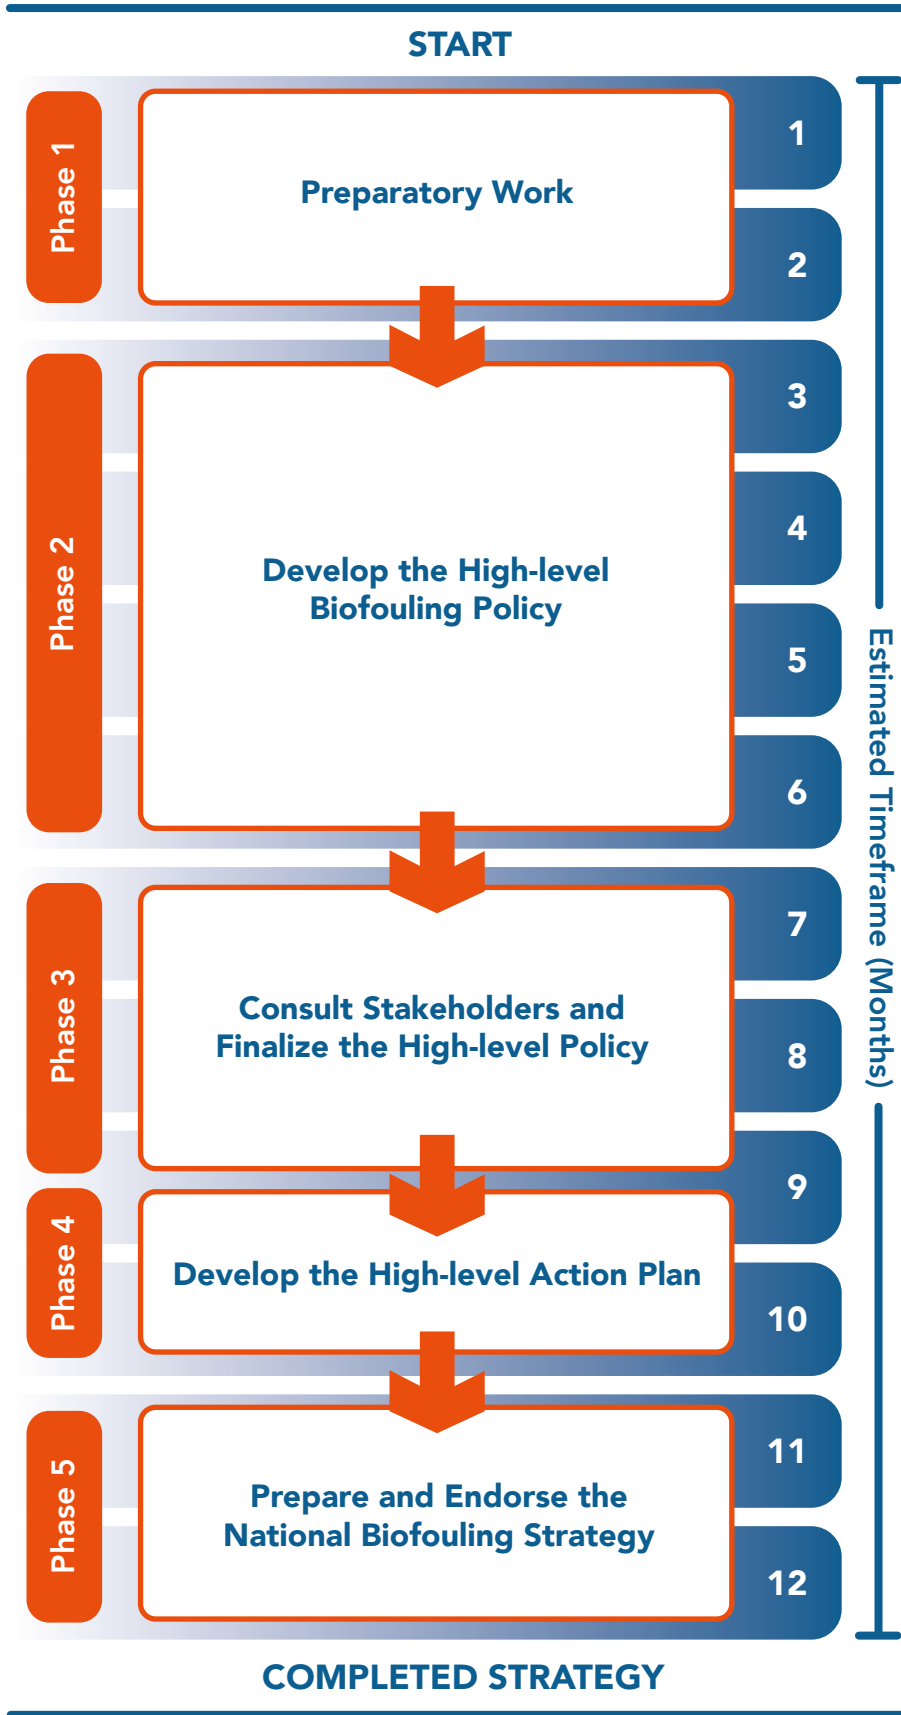 START
Phase 1
Preparatory Work
1
2
Phase 2
Develop the High-level
Biofouling Policy
3
4
5
6
Estimated Timeframe (Months)
Phase 3
Consult Stakeholders and
Finalize the High-level Policy
7
8
9
Phase 4
Develop the High-level Action Plan
10
Phase 5
Prepare and Endorse the
National Biofouling Strategy
11
12
COMPLETED STRATEGY